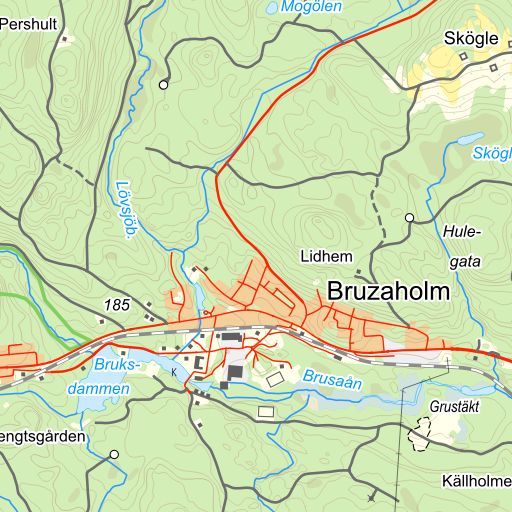 Mogölen
Pershult
Skögle
Skögl
Lövsjöb.
Hule-
gata
Lidhem
Bruzaholm
185
Bruks-
dammen
K
Brusaån
Grustäkt
engtsgården
Källholme